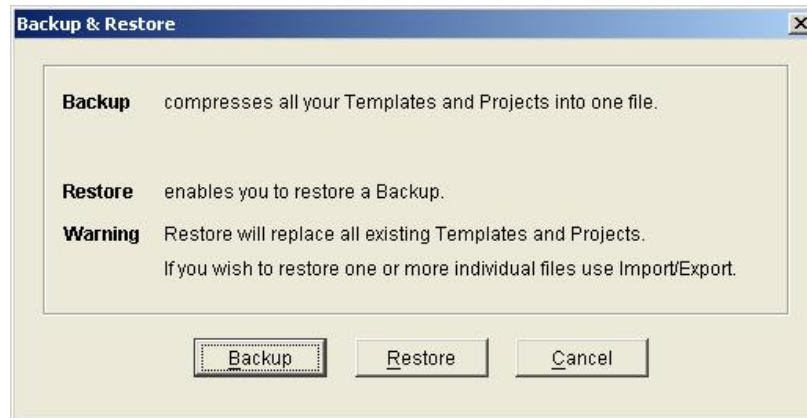 Backup & Restore
Backup compresses all your Templates and Projects into one file.
Restore enables you to restore a Backup.
Warning Restore will replace all existing Templates and Projects.
If you wish to restore one or more individual files use Import/Export.
Backup Restore Cancel